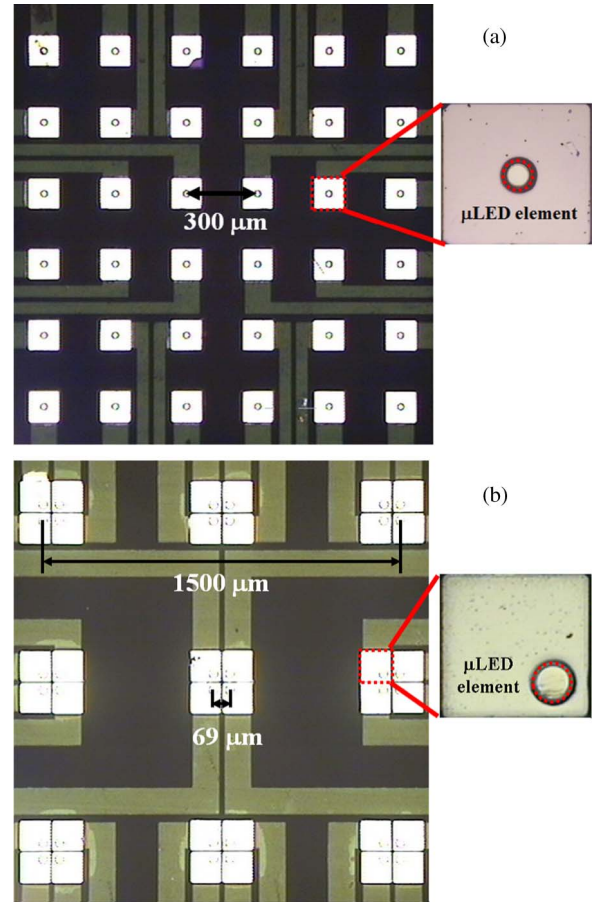 (a)
300 μm
μLED element
(b)
1500 μm
69 μm
μLED
element